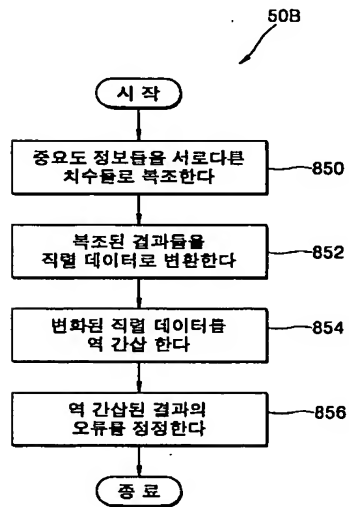 50B
시 작
중요도 정보들을 서로다른
치수들로 복조한다
850
복조된 결과들을
직렬 데이터로 변환한다
852
변화된 직렬 데이터를
역 간삽 한다
854
역 간삽된 결과의
오류를 정정한다
856
종 료